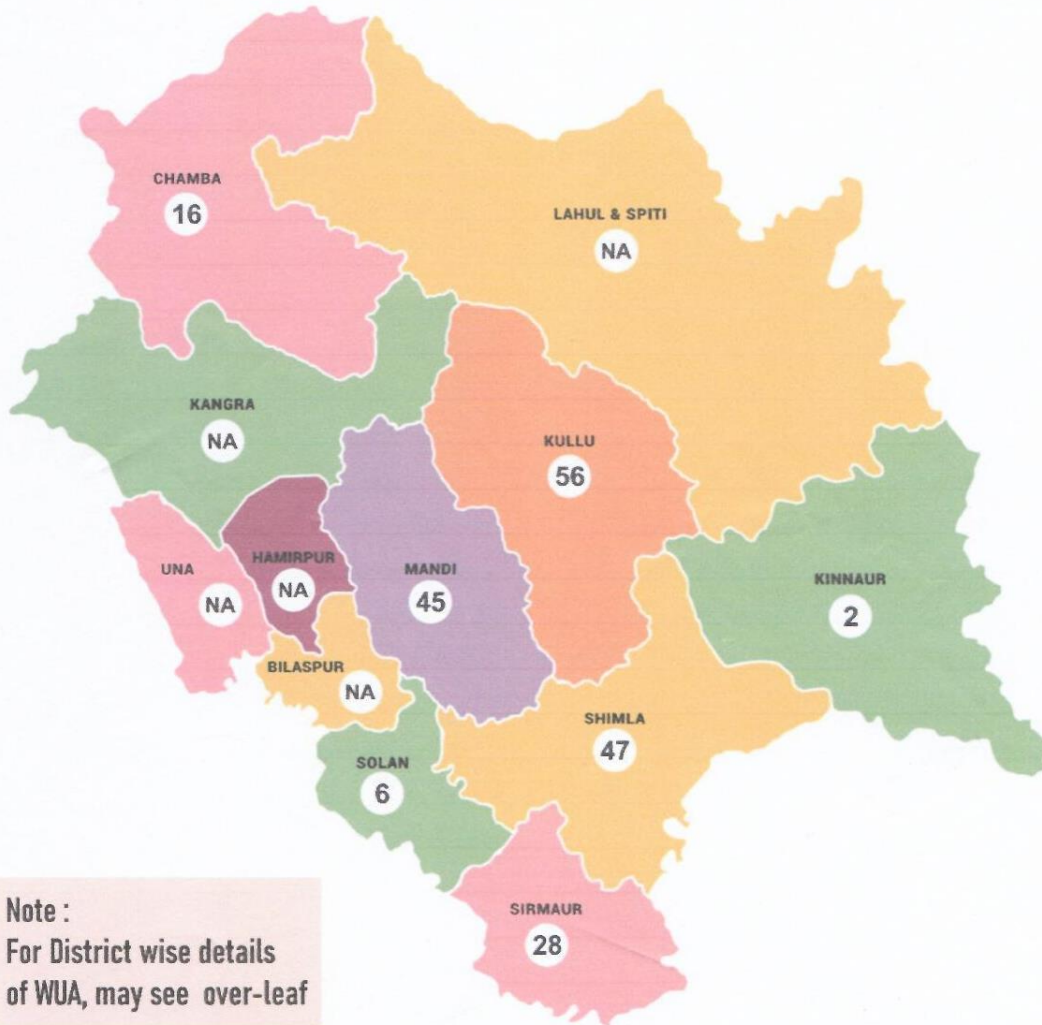 CHAMBA
16
LAHUL & SPITI
NA
KANGRA
NA
KULLU
56
UNA
NA
HAMIRPUR
NA
MANDI
45
KINNAUR
2
BILASPUR
NA
SHIMLA
47
SOLAN
6
SIRMAUR
28
Note :
For District wise details
of WUA, may see over-leaf